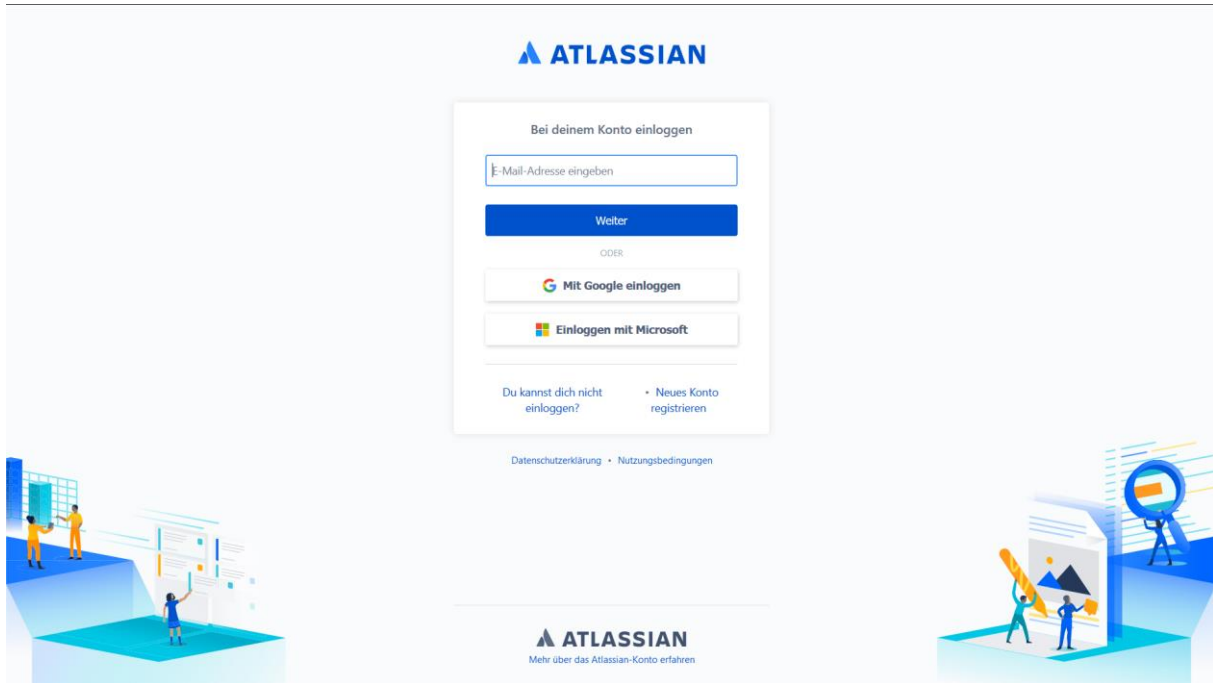 ATLASSIAN
Bei deinem Konto einloggen
E-Mail-Adresse eingeben
Weiter
ODER
Mit Google einloggen
Einloggen mit Microsoft
Du kannst dich nicht
einloggen?
• Neues Konto
registrieren
Datenschutzerklärung • Nutzungsbedingungen
ATLASSIAN
Mehr über das Atlassian-Konto erfahren